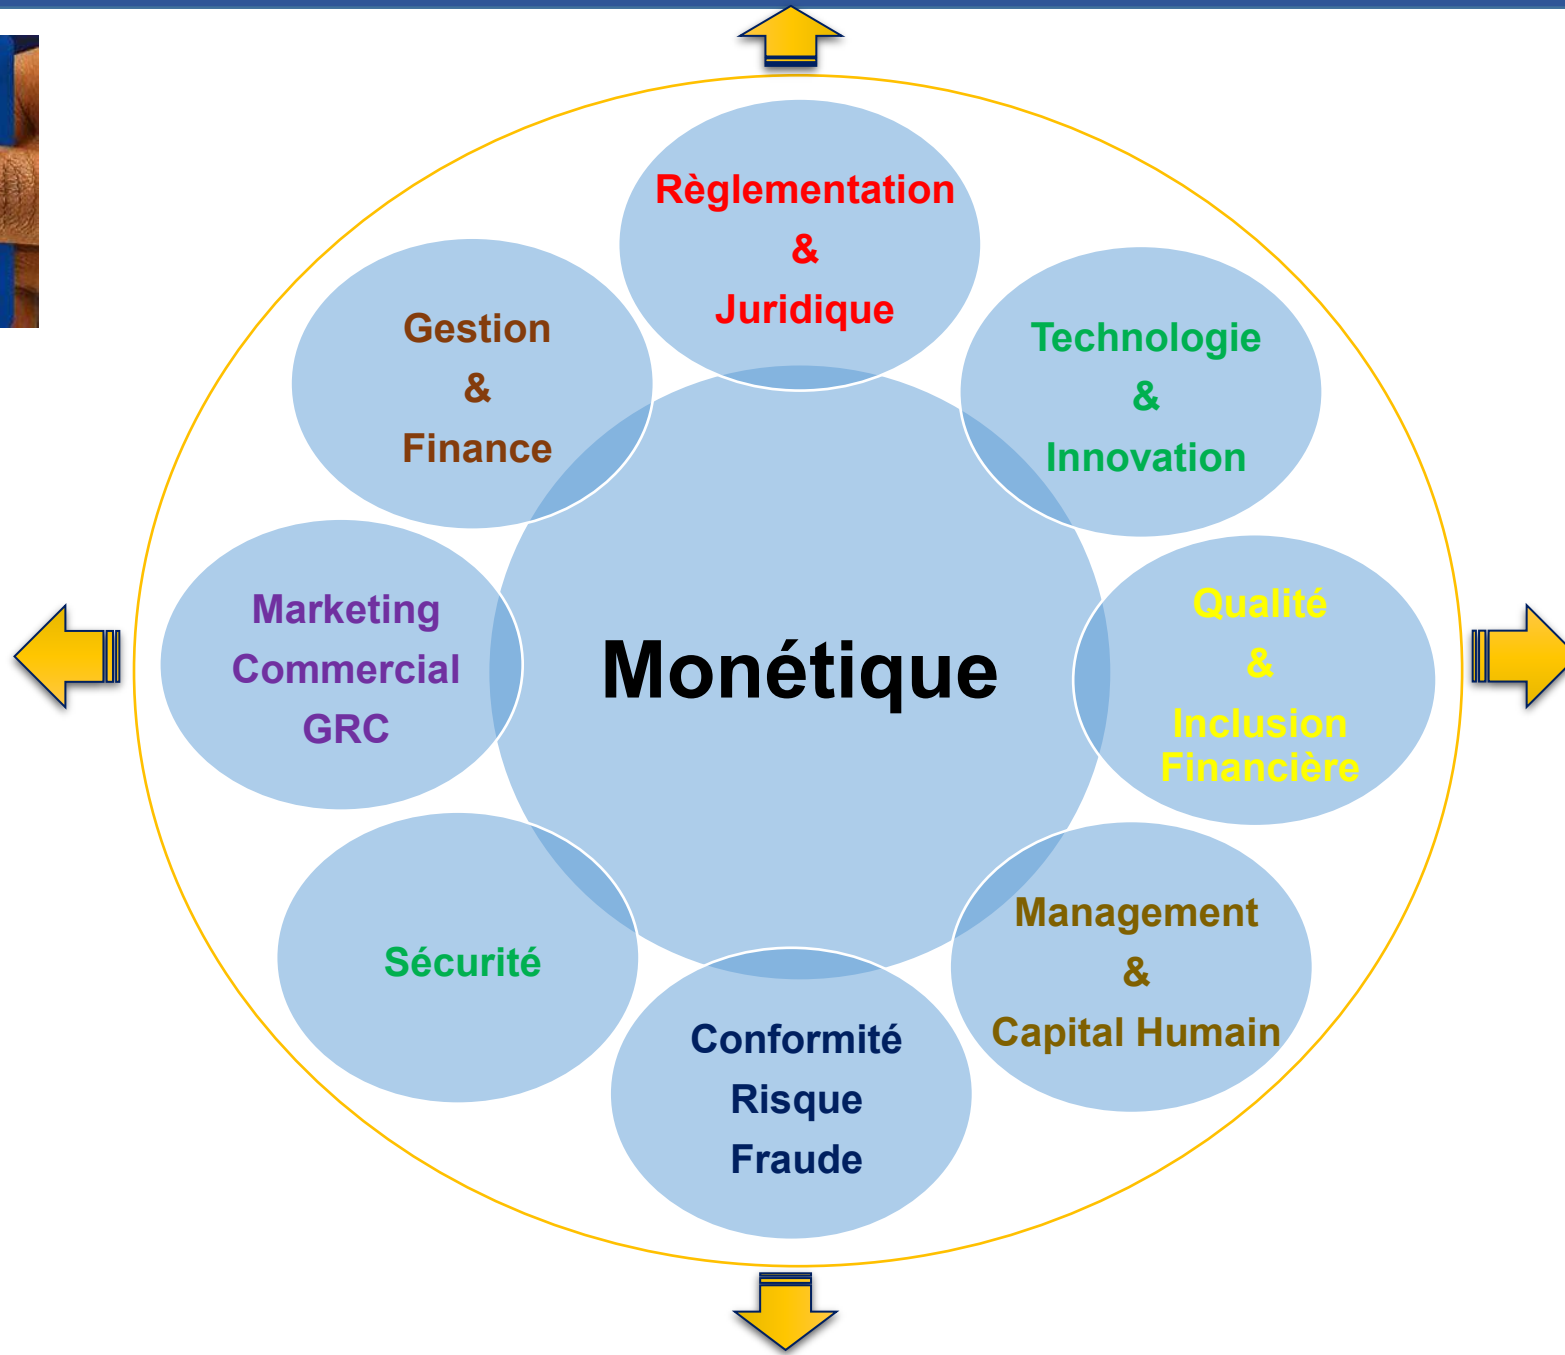 Règlementation
&
Juridique
Gestion
&
Finance
Technologie
&
Innovation
Marketing
Commercial
GRC
Monétique
Qualité
&
Inclusion
Financière
Sécurité
Management
&
Capital Humain
Conformité
Risque
Fraude